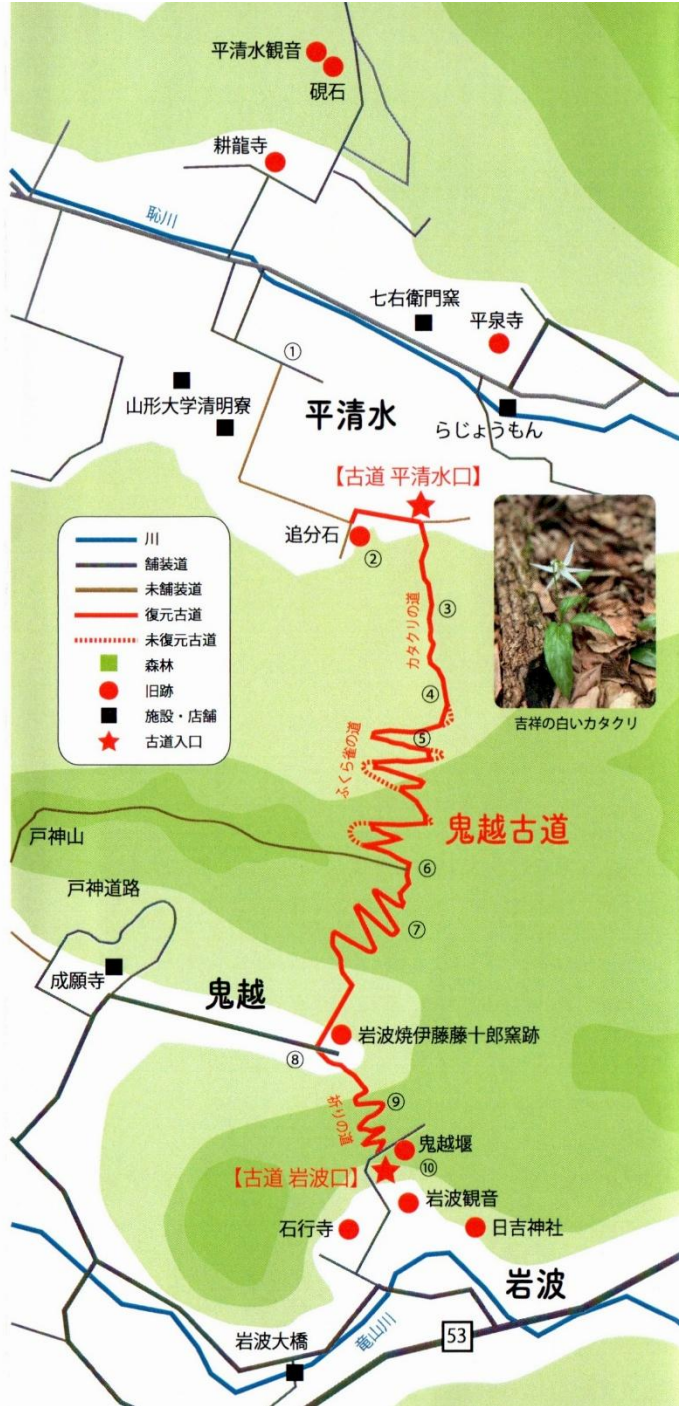 平清水観音
硯石
耕龍寺
恥川
七右衛門窯
平泉寺
①
山形大学清明寮
平清水
らじょうもん
【古道 平清水口】
追分石
②
川
舗装道
未舗装道
復元古道
未復元古道
森林
旧跡
施設・店舗
古道入口
カタクリの道
③
④
吉祥の白いカタクリ
⑤
ふくら雀の道
鬼越古道
戸神山
⑥
戸神道路
⑦
成願寺
鬼越
岩波焼伊藤藤十郎窯跡
⑧
祈りの道
⑨
鬼越堰
⑩
【古道 岩波口】
岩波観音
石行寺
日吉神社
岩波
竜山川
53
岩波大橋